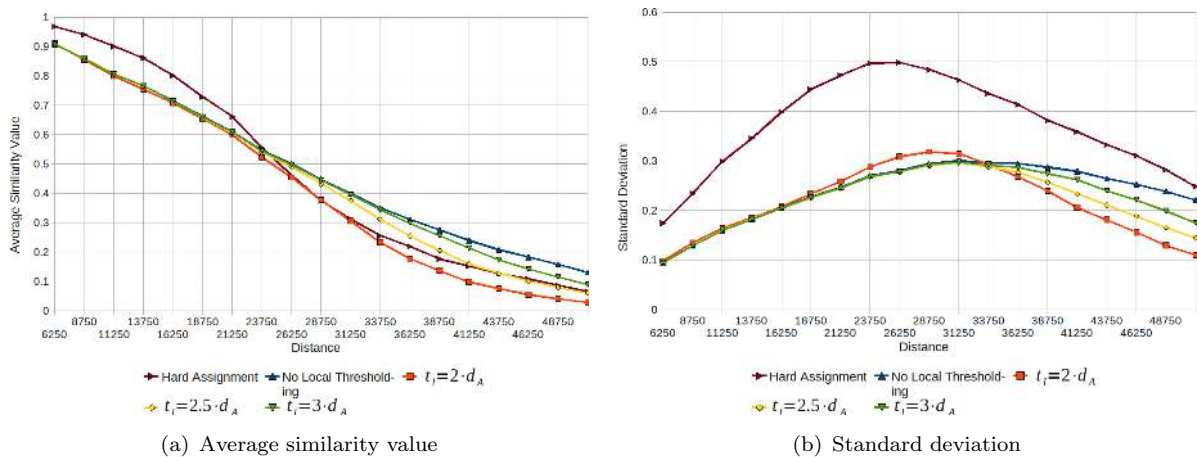 1
0.9
0.8
0.7
0.6
0.5
0.4
0.3
0.2
0.1
0
Average Similarity Value
8750 13750 18750 23750 28750 33750 38750 43750 48750
6250 11250 16250 21250 26250 31250 36250 41250 46250
Distance
Hard Assignment No Local Threshold-
ing
t_l=2·d_A
t_l=2.5·d_A t_l=3·d_A
(a) Average similarity value
0.6
0.5
0.4
0.3
0.2
0.1
0
Standard Deviation
8750 13750 18750 23750 28750 33750 38750 43750 48750
6250 11250 16250 21250 26250 31250 36250 41250 46250
Distance
Hard Assignment No Local Threshold-
ing
t_l=2·d_A
t_l=2.5·d_A t_l=3·d_A
(b) Standard deviation